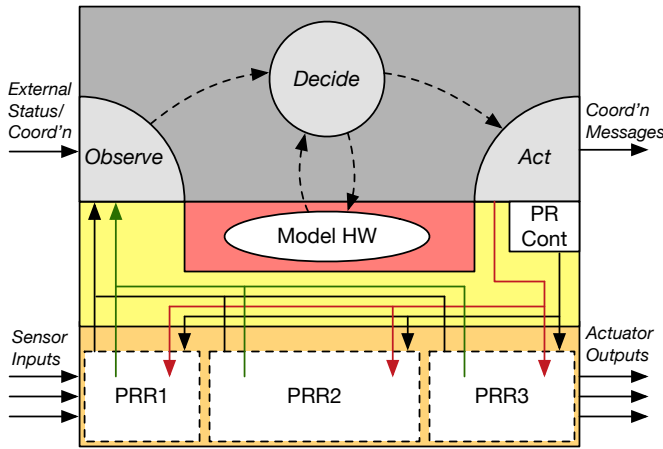 External
Status/
Coord'n
Decide
Coord'n
Messages
Observe
Act
Model HW
PR
Cont
Sensor
Inputs
Actuator
Outputs
PRR1
PRR2
PRR3